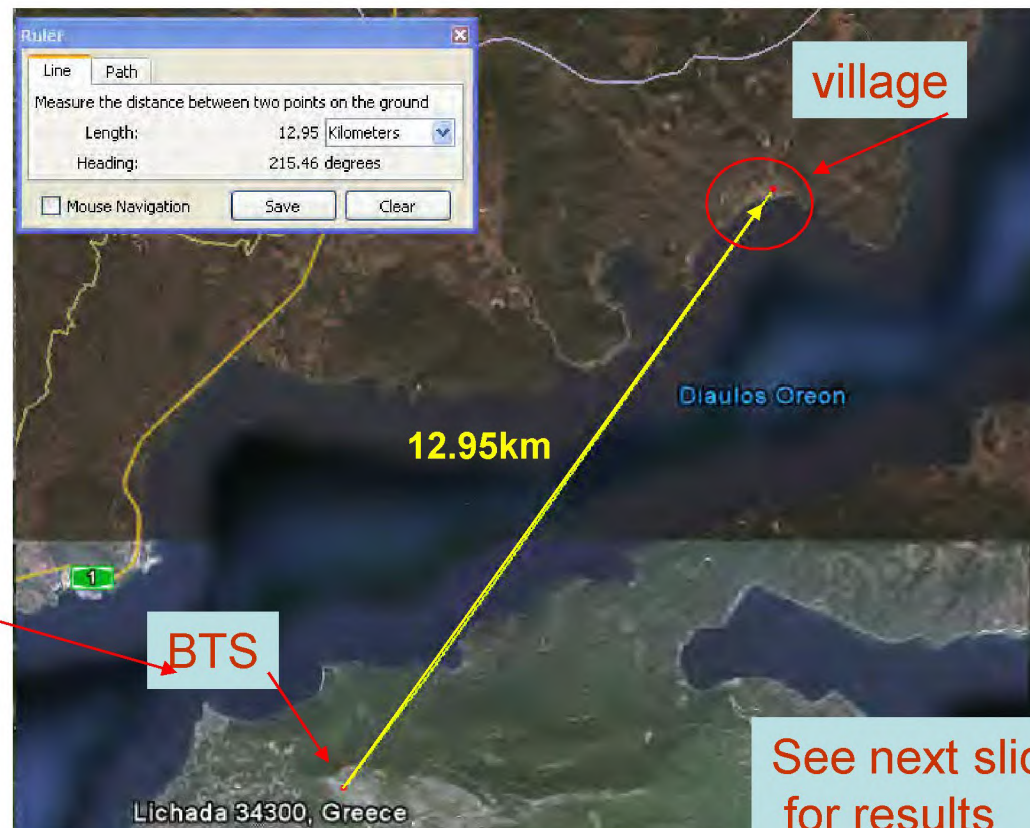 Ruler
Line Path
Measure the distance between two points on the ground
Length: 12.95 Kilometers
Heading: 215.46 degrees
Mouse Navigation Save Clear
village
Diaulos Oreon
12.95km
1
BTS
See next slid
for results
Lichada 34300, Greece